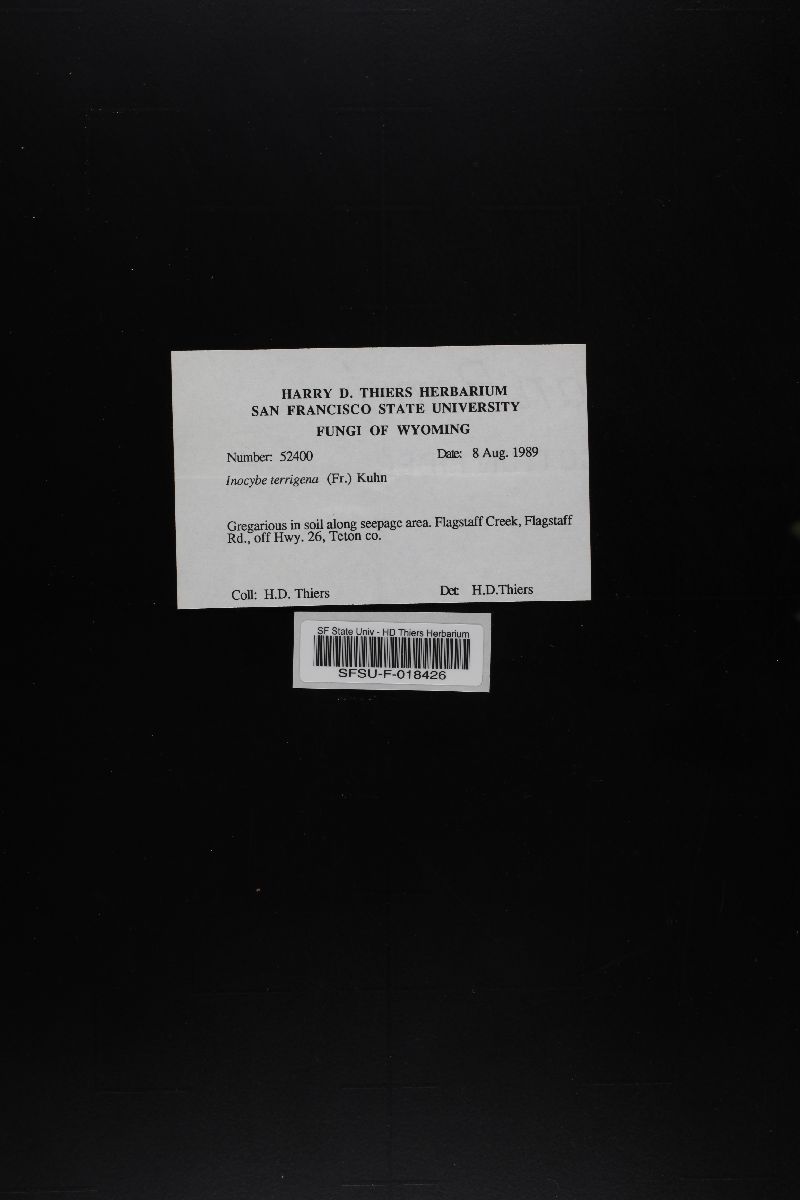 HARRY D. THIERS HERBARIUM
SAN FRANCISCO STATE UNIVERSITY
FUNGI OF WYOMING
Number: 52400 Date: 8 Aug. 1989
Inocybe terrigena (Fr.) Kuhn
Gregarious in soil along seepage area. Flagstaff Creek, Flagstaff
Rd., off Hwy. 26, Teton co.
Coll: H.D. Thiers Det: H.D.Thiers
SF State Univ - HD Thiers Herbarium
SFSU-F-018426